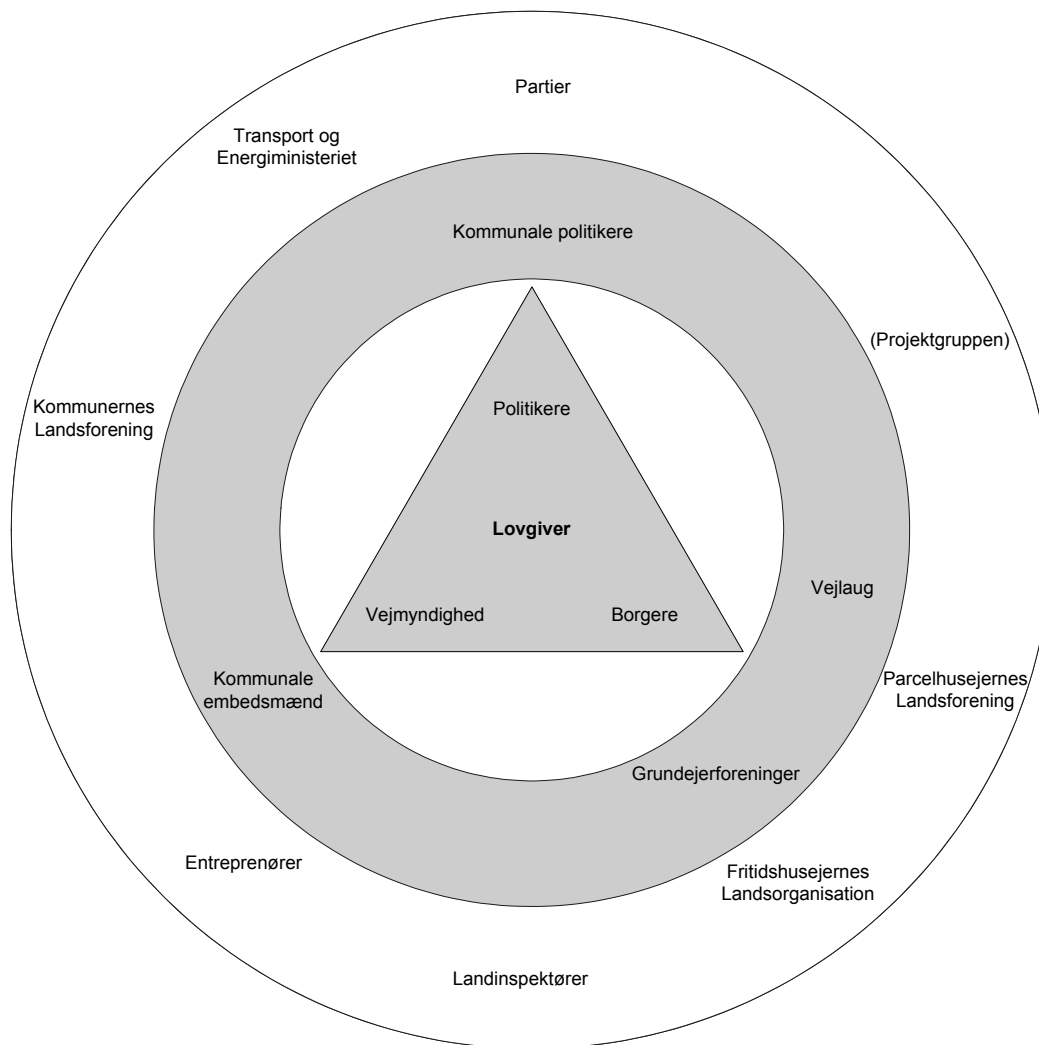 Partier
Transport og
Energiministeriet
Kommunale politikere
(Projektgruppen)
Kommunernes
Landsforening
Politikere
Lovgiver
Vejlaug
Vejmyndighed
Borgere
Kommunale
embedsmænd
Parcelhusejernes
Landsforening
Grundejerforeninger
Entreprenører
Fritidshusejernes
Landsorganisation
Landinspektører